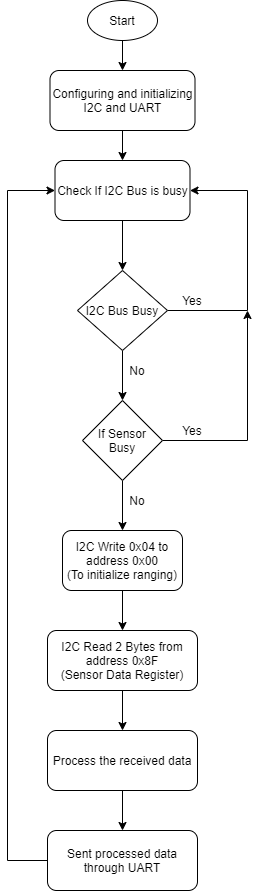 Start
Configuring and initializing
I2C and UART
Check If I2C Bus is busy
I2C Bus Busy
Yes
No
If Sensor
Busy
Yes
No
I2C Write 0x04 to
address 0x00
(To initialize ranging)
I2C Read 2 Bytes from
address 0x8F
(Sensor Data Register)
Process the received data
Sent processed data
through UART